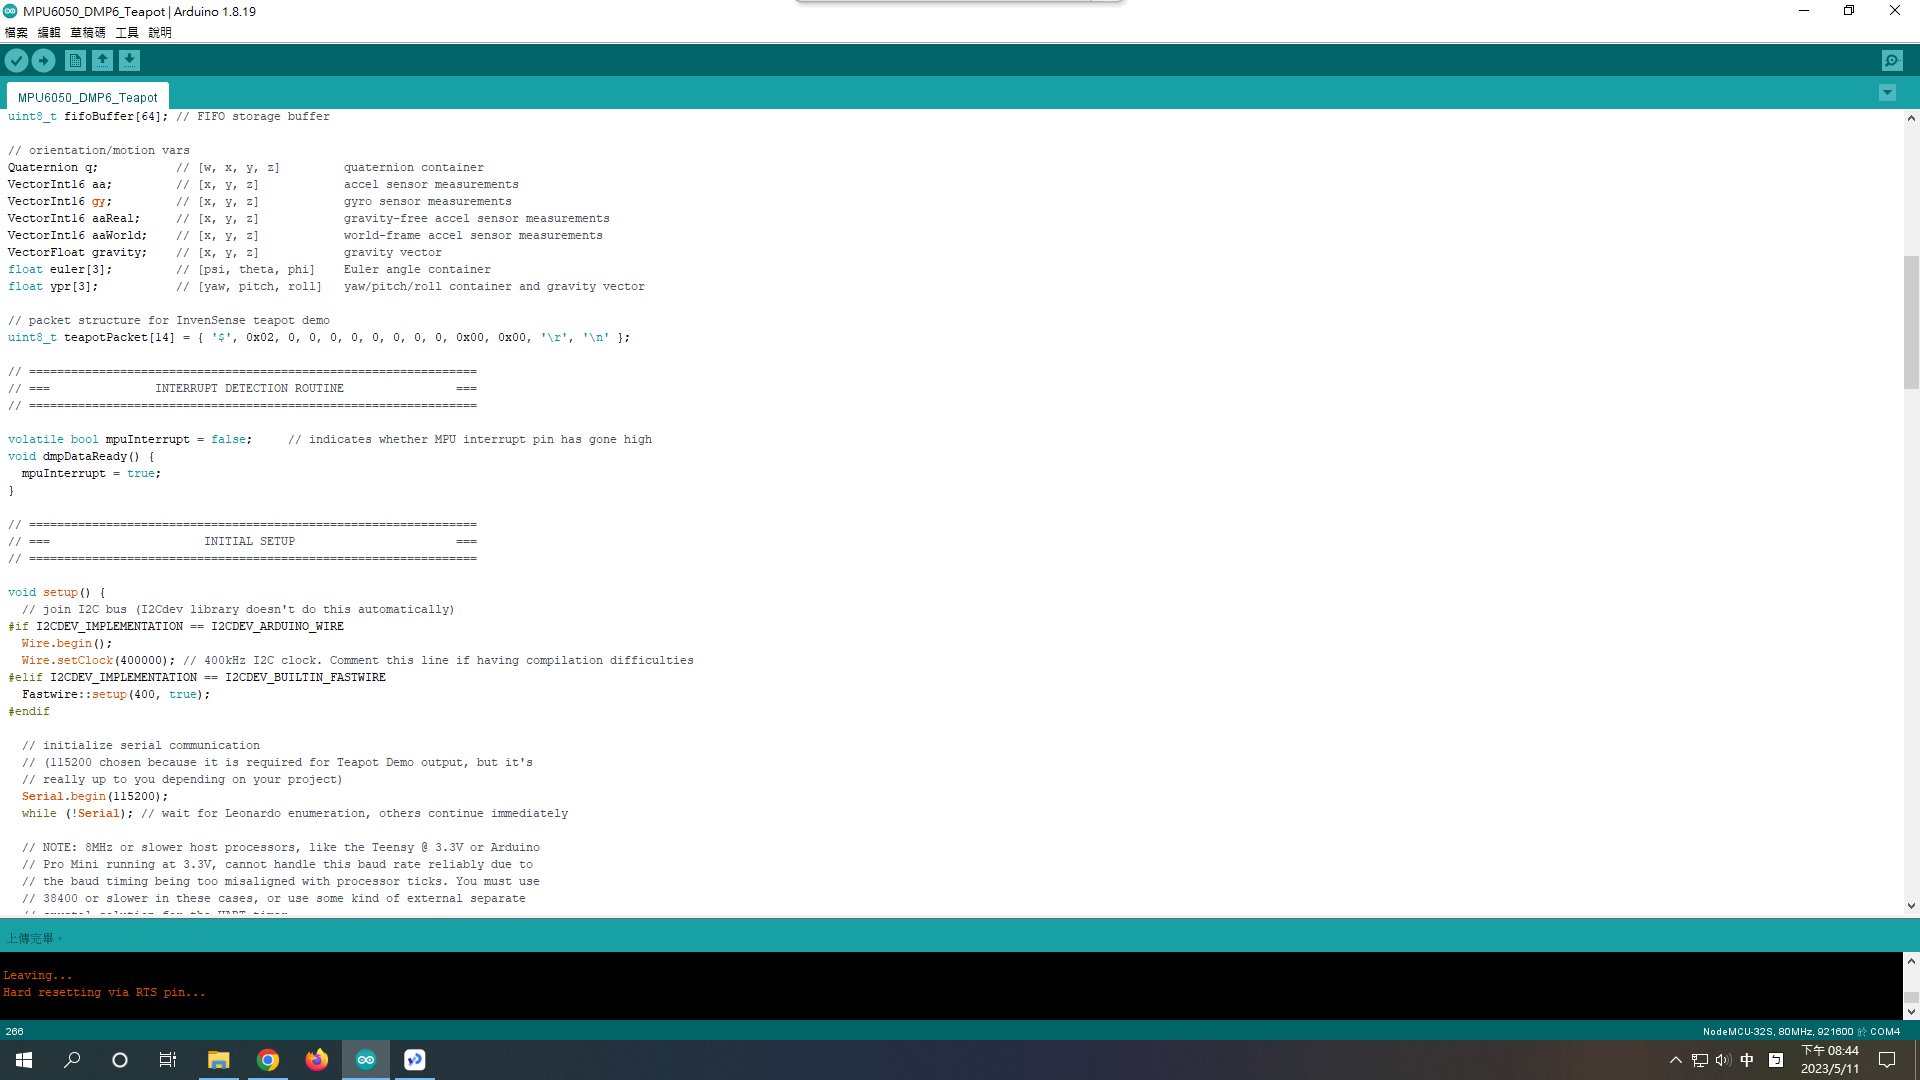 MPU6050_DMP6_Teapot | Arduino 1.8.19
檔案 編輯 草稿碼 工具 說明
MPU6050_DMP6_Teapot
uint8_t fifoBuffer[64]; // FIFO storage buffer
// orientation/motion vars
Quaternion q;           // [w, x, y, z]         quaternion container
VectorInt16 aa;         // [x, y, z]            accel sensor measurements
VectorInt16 gy;         // [x, y, z]            gyro sensor measurements
VectorInt16 aaReal;     // [x, y, z]            gravity-free accel sensor measurements
VectorInt16 aaWorld;    // [x, y, z]            world-frame accel sensor measurements
VectorFloat gravity;    // [x, y, z]            gravity vector
float euler[3];         // [psi, theta, phi]    Euler angle container
float ypr[3];           // [yaw, pitch, roll]   yaw/pitch/roll container and gravity vector
// packet structure for InvenSense teapot demo
uint8_t teapotPacket[14] = { '$', 0x02, 0, 0, 0, 0, 0, 0, 0, 0, 0x00, 0x00, '\r', '\n' };
// ================================================================
// ===               INTERRUPT DETECTION ROUTINE                ===
// ================================================================
volatile bool mpuInterrupt = false;     // indicates whether MPU interrupt pin has gone high
void dmpDataReady() {
  mpuInterrupt = true;
}
// ================================================================
// ===                      INITIAL SETUP                       ===
// ================================================================
void setup() {
  // join I2C bus (I2Cdev library doesn't do this automatically)
#if I2CDEV_IMPLEMENTATION == I2CDEV_ARDUINO_WIRE
  Wire.begin();
  Wire.setClock(400000); // 400kHz I2C clock. Comment this line if having compilation difficulties
#elif I2CDEV_IMPLEMENTATION == I2CDEV_BUILTIN_FASTWIRE
  Fastwire::setup(400, true);
#endif
  // initialize serial communication
  // (115200 chosen because it is required for Teapot Demo output, but it's
  // really up to you depending on your project)
  Serial.begin(115200);
  while (!Serial); // wait for Leonardo enumeration, others continue immediately
  // NOTE: 8MHz or slower host processors, like the Teensy @ 3.3V or Arduino
  // Pro Mini running at 3.3V, cannot handle this baud rate reliably due to
  // the baud timing being too misaligned with processor ticks. You must use
  // 38400 or slower in these cases, or use some kind of external separate
  // crystal solution for the UART timer
上傳完畢。
Leaving...
Hard resetting via RTS pin...
266
NodeMCU-32S, 80MHz, 921600 於 COM4
中
下午 08:44
2023/5/11